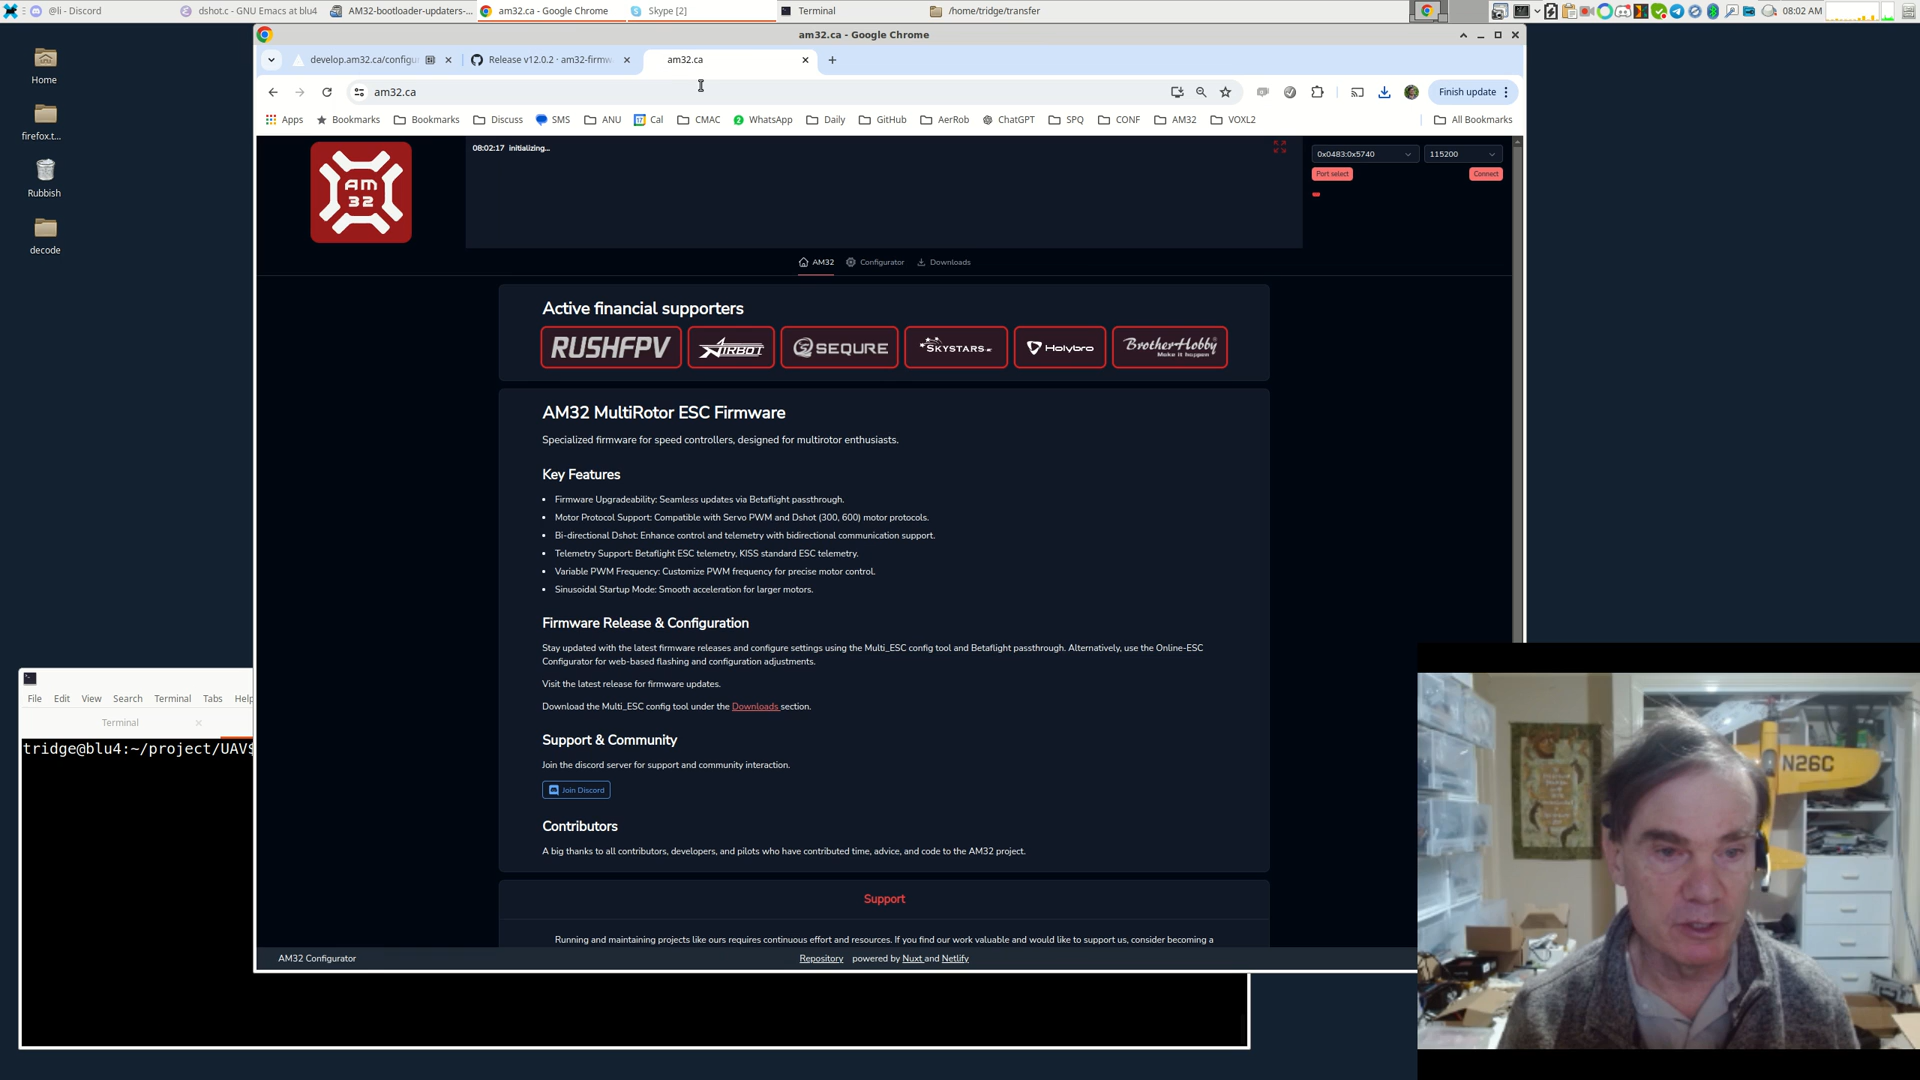 @li - Discord
dshot.c - GNU Emacs at blu4
AM32-bootloader-updaters-...
am32.ca - Google Chrome
Skype [2]
Terminal
/home/tridge/transfer
08:02 AM
Home
firefox.t...
Rubbish
decode
am32.ca - Google Chrome
develop.am32.ca/configu
Release v12.0.2 · am32-firmw
am32.ca
am32.ca
Finish update
Apps
Bookmarks
Bookmarks
Discuss
SMS
ANU
Cal
CMAC
WhatsApp
Daily
GitHub
AerRob
ChatGPT
SPQ
CONF
AM32
VOXL2
All Bookmarks
AM
32
08:02:17 initializing...
0x0483:0x5740
115200
Port select
Connect
AM32
Configurator
Downloads
Active financial supporters
RUSHFPV
AIRBOT
SEQURE
SKYSTARS
Holybro
BrotherHobby
Make it happen
AM32 MultiRotor ESC Firmware
Specialized firmware for speed controllers, designed for multirotor enthusiasts.
Key Features
• Firmware Upgradeability: Seamless updates via Betaflight passthrough.
• Motor Protocol Support: Compatible with Servo PWM and Dshot (300, 600) motor protocols.
• Bi-directional Dshot: Enhance control and telemetry with bidirectional communication support.
• Telemetry Support: Betaflight ESC telemetry, KISS standard ESC telemetry.
• Variable PWM Frequency: Customize PWM frequency for precise motor control.
• Sinusoidal Startup Mode: Smooth acceleration for larger motors.
Firmware Release & Configuration
Stay updated with the latest firmware releases and configure settings using the Multi_ESC config tool and Betaflight passthrough. Alternatively, use the Online-ESC
Configurator for web-based flashing and configuration adjustments.
Visit the latest release for firmware updates.
Download the Multi_ESC config tool under the Downloads section.
Support & Community
Join the discord server for support and community interaction.
Join Discord
Contributors
A big thanks to all contributors, developers, and pilots who have contributed time, advice, and code to the AM32 project.
Support
Running and maintaining projects like ours requires continuous effort and resources. If you find our work valuable and would like to support us, consider becoming a
AM32 Configurator
Repository powered by Nuxt and Netlify
File Edit View Search Terminal Tabs Help
Terminal
tridge@blu4:~/project/UAVS
N26C